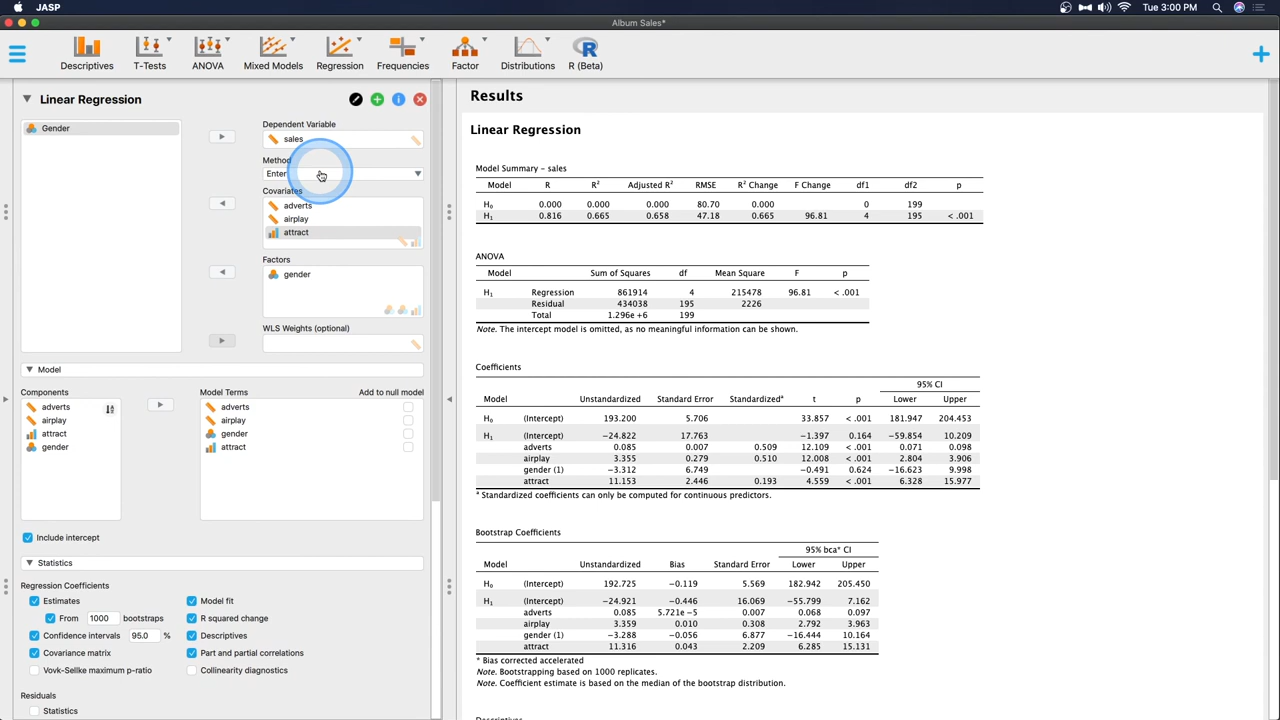 JASP
Tue 3:00 PM
Album Sales*
Descriptives
T-Tests
ANOVA
Mixed Models
Regression
Frequencies
Factor
Distributions
R (Beta)
Linear Regression
Gender
Dependent Variable
sales
Method
Enter
Covariates
adverts
airplay
attract
Factors
gender
WLS Weights (optional)
Model
Components
Model Terms
Add to null model
adverts
adverts
airplay
airplay
attract
gender
gender
attract
Include intercept
Statistics
Regression Coefficients
Estimates
Model fit
From 1000 bootstraps
R squared change
Confidence intervals 95.0 %
Descriptives
Covariance matrix
Part and partial correlations
Vovk-Sellke maximum p-ratio
Collinearity diagnostics
Residuals
Statistics
Results
Linear Regression
Model Summary - sales
Model R R² Adjusted R² RMSE R² Change F Change df1 df2 p
H₀ 0.000 0.000 0.000 80.70 0.000 0 199
H₁ 0.816 0.665 0.658 47.18 0.665 96.81 4 195 < .001
ANOVA
Model Sum of Squares df Mean Square F p
H₁ Regression 861914 4 215478 96.81 < .001
Residual 434038 195 2226
Total 1.296e +6 199
Note. The intercept model is omitted, as no meaningful information can be shown.
Coefficients
95% CI
Model Unstandardized Standard Error Standardizedᵃ t p Lower Upper
H₀ (Intercept) 193.200 5.706 33.857 < .001 181.947 204.453
H₁ (Intercept) −24.822 17.763 −1.397 0.164 −59.854 10.209
adverts 0.085 0.007 0.509 12.109 < .001 0.071 0.098
airplay 3.355 0.279 0.510 12.008 < .001 2.804 3.906
gender (1) −3.312 6.749 −0.491 0.624 −16.623 9.998
attract 11.153 2.446 0.193 4.559 < .001 6.328 15.977
ᵃ Standardized coefficients can only be computed for continuous predictors.
Bootstrap Coefficients
95% bca* CI
Model Unstandardized Bias Standard Error Lower Upper
H₀ (Intercept) 192.725 −0.119 5.569 182.942 205.450
H₁ (Intercept) −24.921 −0.446 16.069 −55.799 7.162
adverts 0.085 5.721e −5 0.007 0.068 0.097
airplay 3.359 0.010 0.308 2.792 3.963
gender (1) −3.288 −0.056 6.877 −16.444 10.164
attract 11.316 0.043 2.209 6.285 15.131
* Bias corrected accelerated
Note. Bootstrapping based on 1000 replicates.
Note. Coefficient estimate is based on the median of the bootstrap distribution.